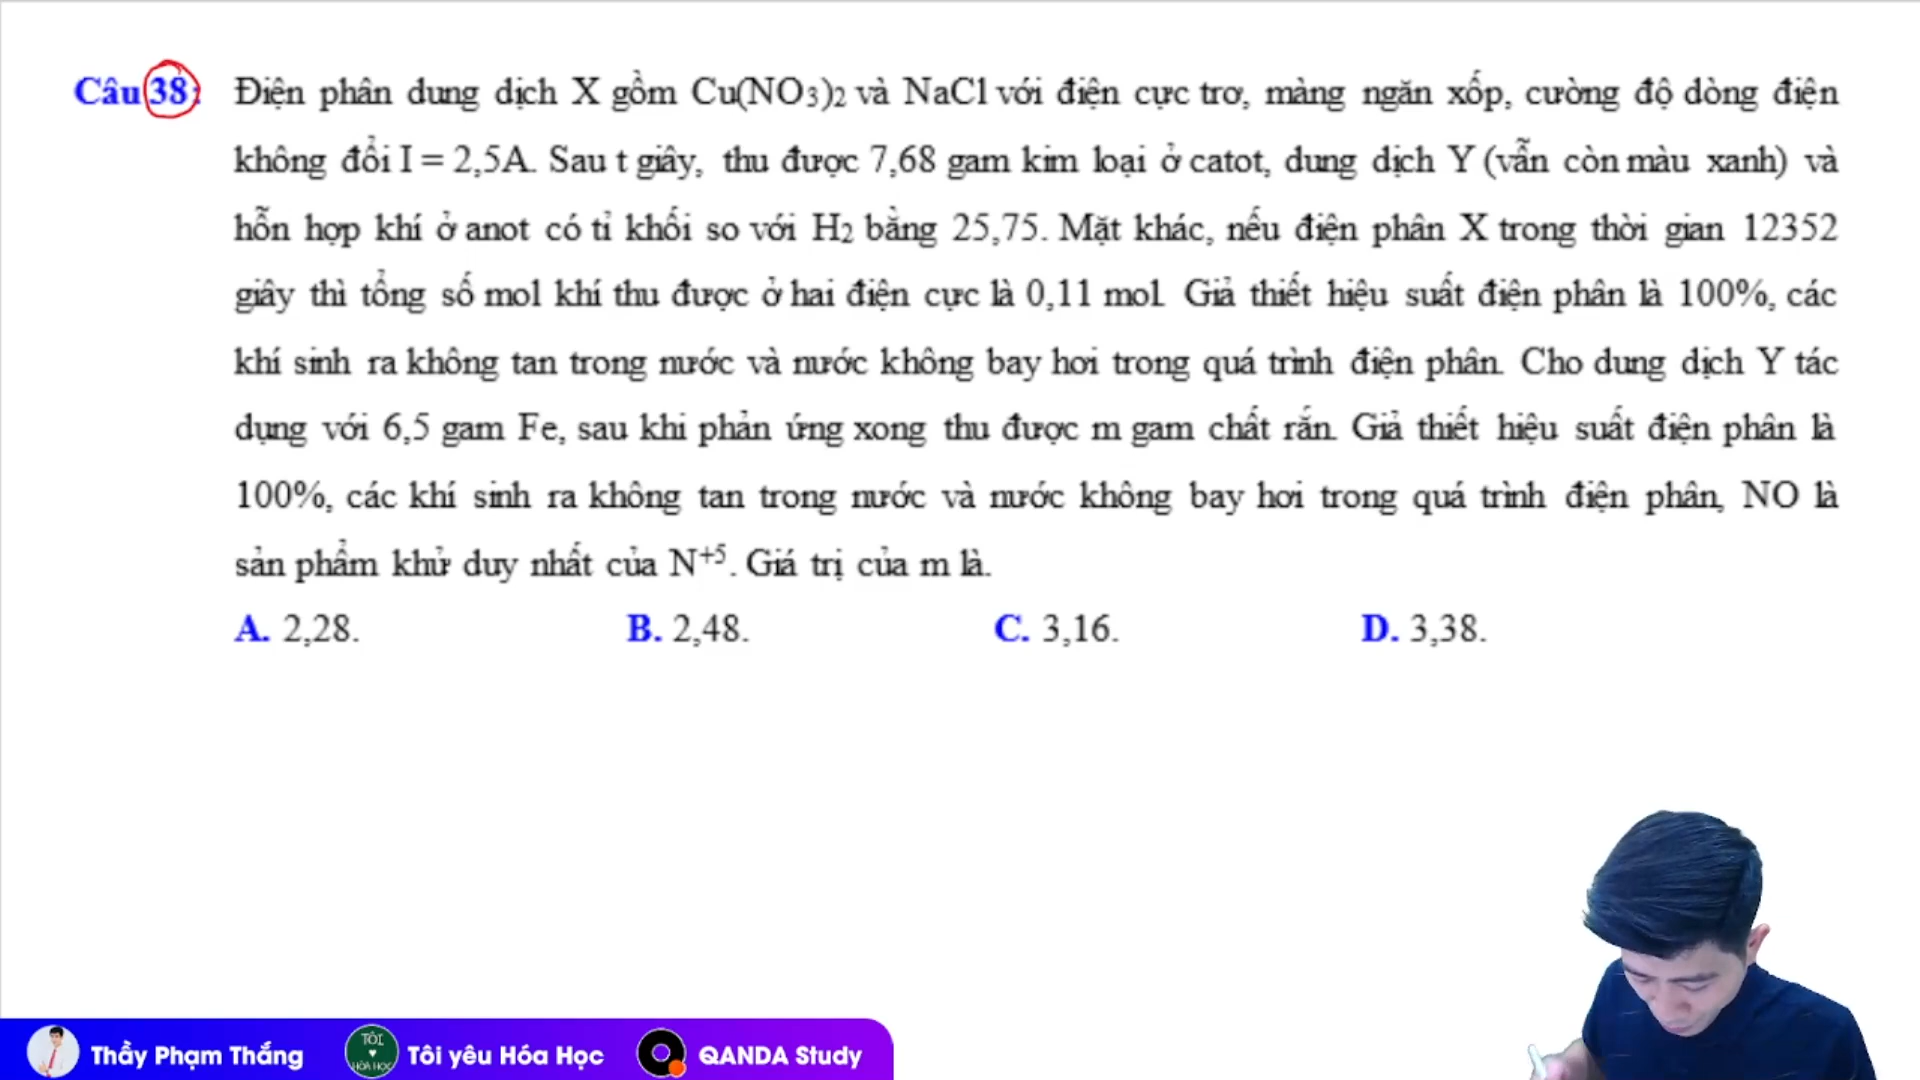 Câu 38: Điện phân dung dịch X gồm Cu(NO3)2 và NaCl với điện cực trơ, màng ngăn xốp, cường độ dòng điện
không đổi I = 2,5A. Sau t giây, thu được 7,68 gam kim loại ở catot, dung dịch Y (vẫn còn màu xanh) và
hỗn hợp khí ở anot có tỉ khối so với H2 bằng 25,75. Mặt khác, nếu điện phân X trong thời gian 12352
giây thì tổng số mol khí thu được ở hai điện cực là 0,11 mol. Giả thiết hiệu suất điện phân là 100%, các
khí sinh ra không tan trong nước và nước không bay hơi trong quá trình điện phân. Cho dung dịch Y tác
dụng với 6,5 gam Fe, sau khi phản ứng xong thu được m gam chất rắn. Giả thiết hiệu suất điện phân là
100%, các khí sinh ra không tan trong nước và nước không bay hơi trong quá trình điện phân, NO là
sản phẩm khử duy nhất của N+5. Giá trị của m là.
A. 2,28. B. 2,48. C. 3,16. D. 3,38.
TÔI
HÓA HỌC
Thầy Phạm Thắng Tôi yêu Hóa Học QANDA Study